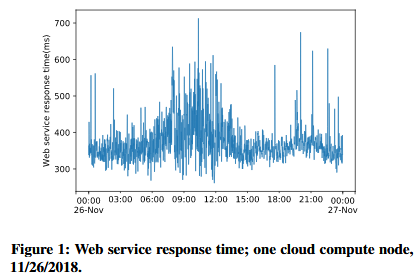 700
600
500
400
300
Web service response time(ms)
00:00 03:00 06:00 09:00 12:00 15:00 18:00 21:00 00:00
26-Nov 27-Nov
Figure 1: Web service response time; one cloud compute node,
11/26/2018.